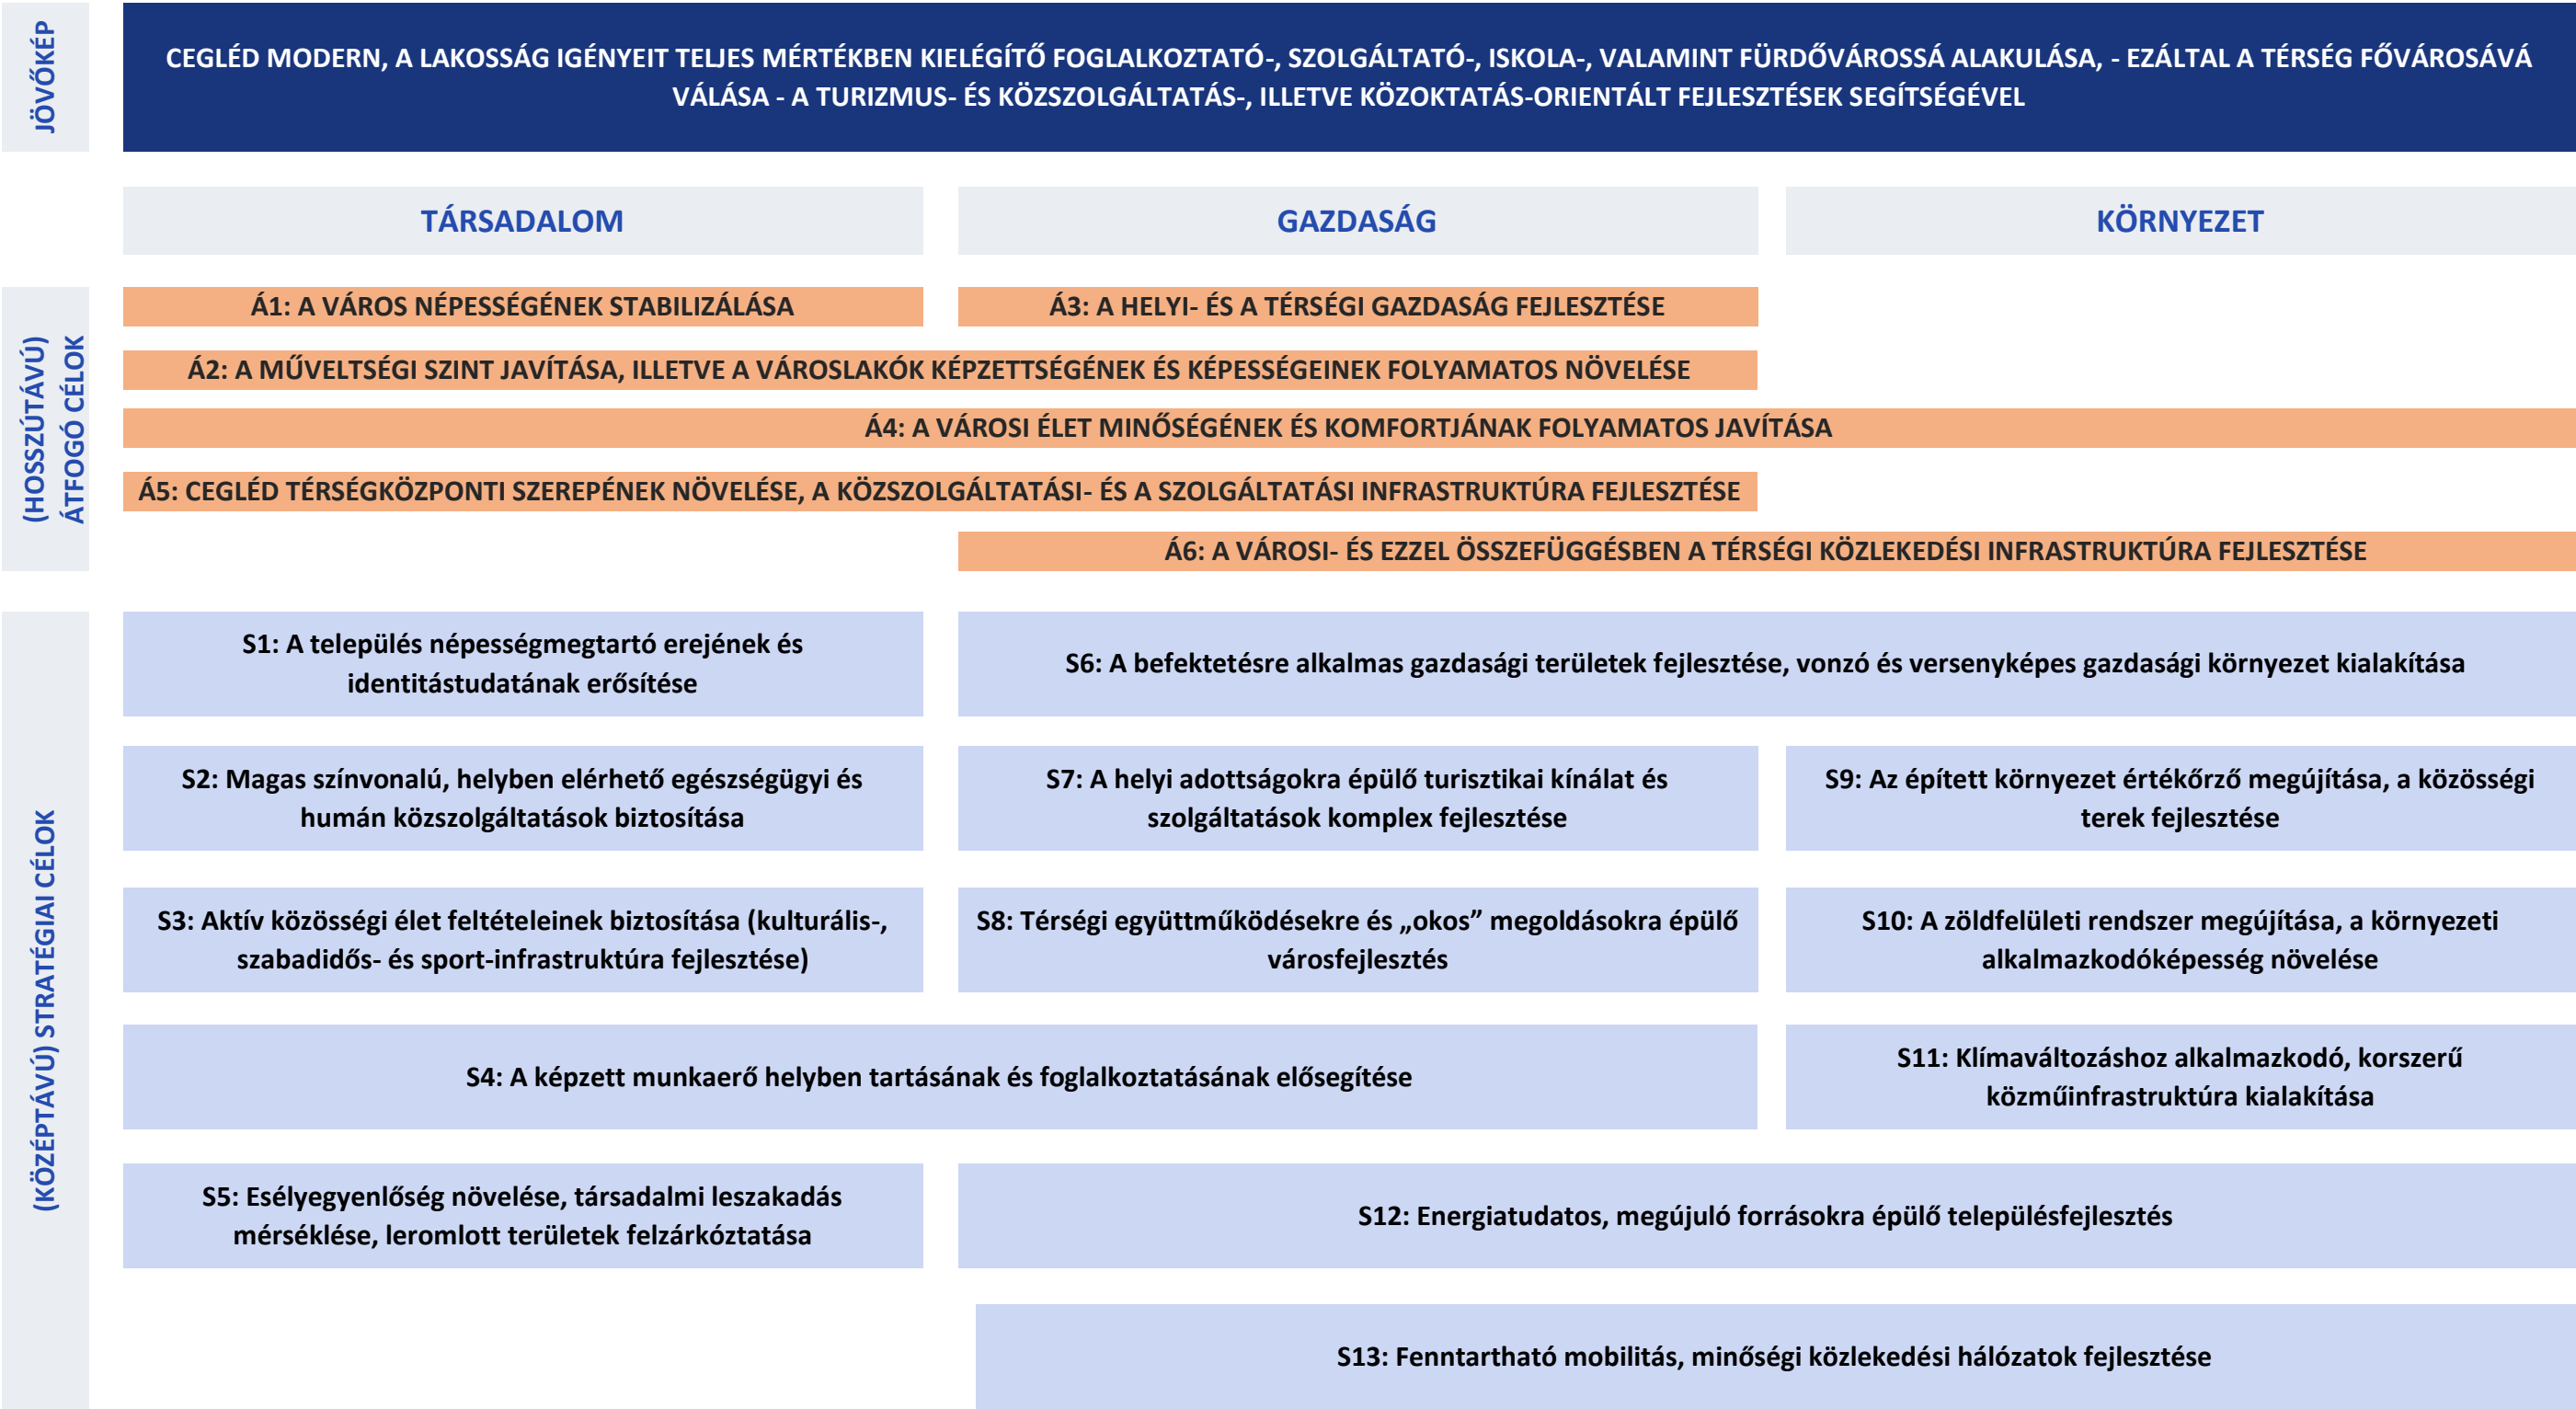 JÖVŐKÉP
CEGLÉD MODERN, A LAKOSSÁG IGÉNYEIT TELJES MÉRTÉKBEN KIELÉGÍTŐ FOGLALKOZTATÓ-, SZOLGÁLTATÓ-, ISKOLA-, VALAMINT FÜRDŐVÁROSSÁ ALAKULÁSA, - EZÁLTAL A TÉRSÉG FŐVÁROSÁVÁ
VÁLÁSA - A TURIZMUS- ÉS KÖZSZOLGÁLTATÁS-, ILLETVE KÖZOKTATÁS-ORIENTÁLT FEJLESZTÉSEK SEGÍTSÉGÉVEL
TÁRSADALOM
GAZDASÁG
KÖRNYEZET
(HOSSZÚTÁVÚ)
ÁTFOGÓ CÉLOK
Á1: A VÁROS NÉPESSÉGÉNEK STABILIZÁLÁSA
Á3: A HELYI- ÉS A TÉRSÉGI GAZDASÁG FEJLESZTÉSE
Á2: A MŰVELTSÉGI SZINT JAVÍTÁSA, ILLETVE A VÁROSLAKÓK KÉPZETTSÉGÉNEK ÉS KÉPESSÉGEINEK FOLYAMATOS NÖVELÉSE
Á4: A VÁROSI ÉLET MINŐSÉGÉNEK ÉS KOMFORTJÁNAK FOLYAMATOS JAVÍTÁSA
Á5: CEGLÉD TÉRSÉGKÖZPONTI SZEREPÉNEK NÖVELÉSE, A KÖZSZOLGÁLTATÁSI- ÉS A SZOLGÁLTATÁSI INFRASTRUKTÚRA FEJLESZTÉSE
Á6: A VÁROSI- ÉS EZZEL ÖSSZEFÜGGÉSBEN A TÉRSÉGI KÖZLEKEDÉSI INFRASTRUKTÚRA FEJLESZTÉSE
(KÖZÉPTÁVÚ) STRATÉGIAI CÉLOK
S1: A település népességmegtartó erejének és
identitástudatának erősítése
S6: A befektetésre alkalmas gazdasági területek fejlesztése, vonzó és versenyképes gazdasági környezet kialakítása
S2: Magas színvonalú, helyben elérhető egészségügyi és
humán közszolgáltatások biztosítása
S7: A helyi adottságokra épülő turisztikai kínálat és
szolgáltatások komplex fejlesztése
S9: Az épített környezet értékőrző megújítása, a közösségi
terek fejlesztése
S3: Aktív közösségi élet feltételeinek biztosítása (kulturális-,
szabadidős- és sport-infrastruktúra fejlesztése)
S8: Térségi együttműködésekre és „okos” megoldásokra épülő
városfejlesztés
S10: A zöldfelületi rendszer megújítása, a környezeti
alkalmazkodóképesség növelése
S4: A képzett munkaerő helyben tartásának és foglalkoztatásának elősegítése
S11: Klímaváltozáshoz alkalmazkodó, korszerű
közműinfrastruktúra kialakítása
S5: Esélyegyenlőség növelése, társadalmi leszakadás
mérséklése, leromlott területek felzárkóztatása
S12: Energiatudatos, megújuló forrásokra épülő településfejlesztés
S13: Fenntartható mobilitás, minőségi közlekedési hálózatok fejlesztése